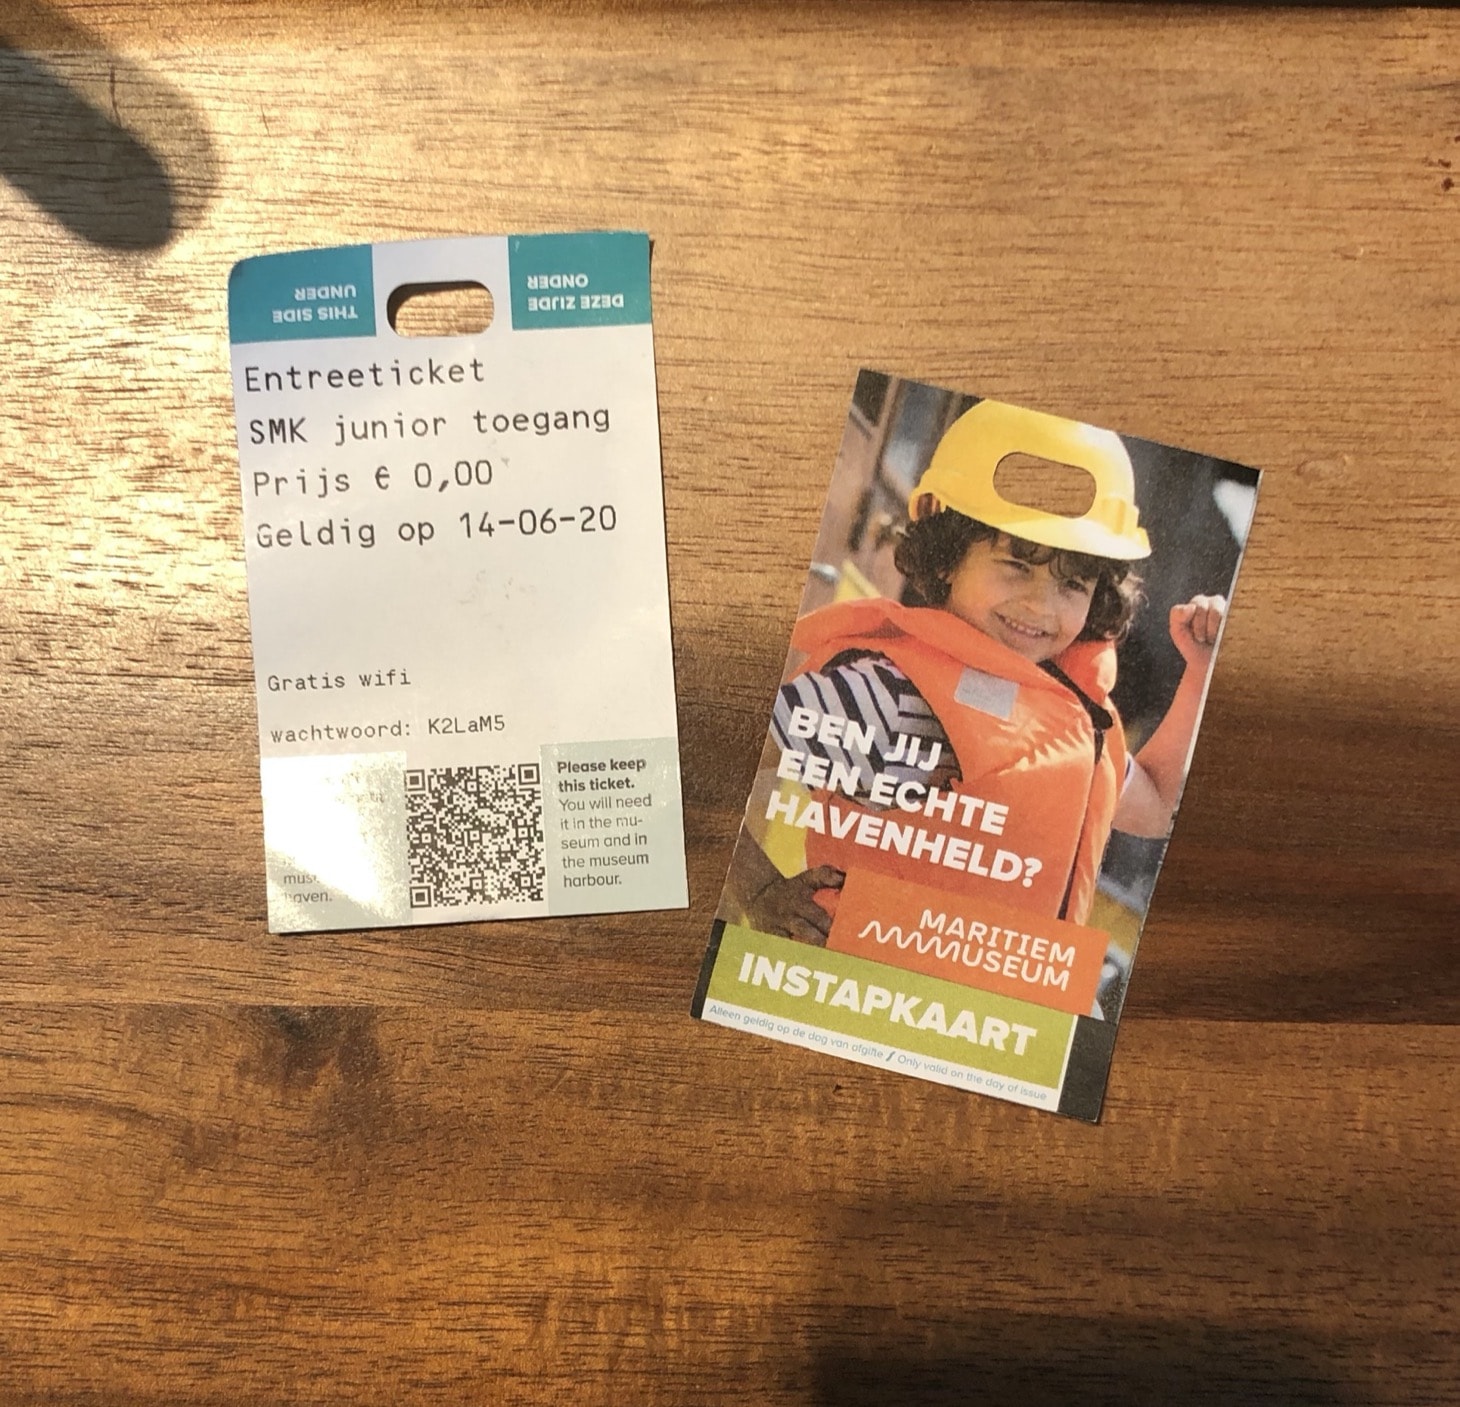 THIS SIDE
UNDER
DEZE ZIJDE
ONDER
Entreeticket
SMK junior toegang
Prijs € 0,00
Geldig op 14-06-20
Gratis wifi
wachtwoord: K2LaM5
Please keep
this ticket.
You will need
it in the mu-
seum and in
the museum
harbour.
BEN JIJ
EEN ECHTE
HAVENHELD?
MARITIEM
MUSEUM
INSTAPKAART
Alleen geldig op de dag van afgifte / Only valid on the day of issue